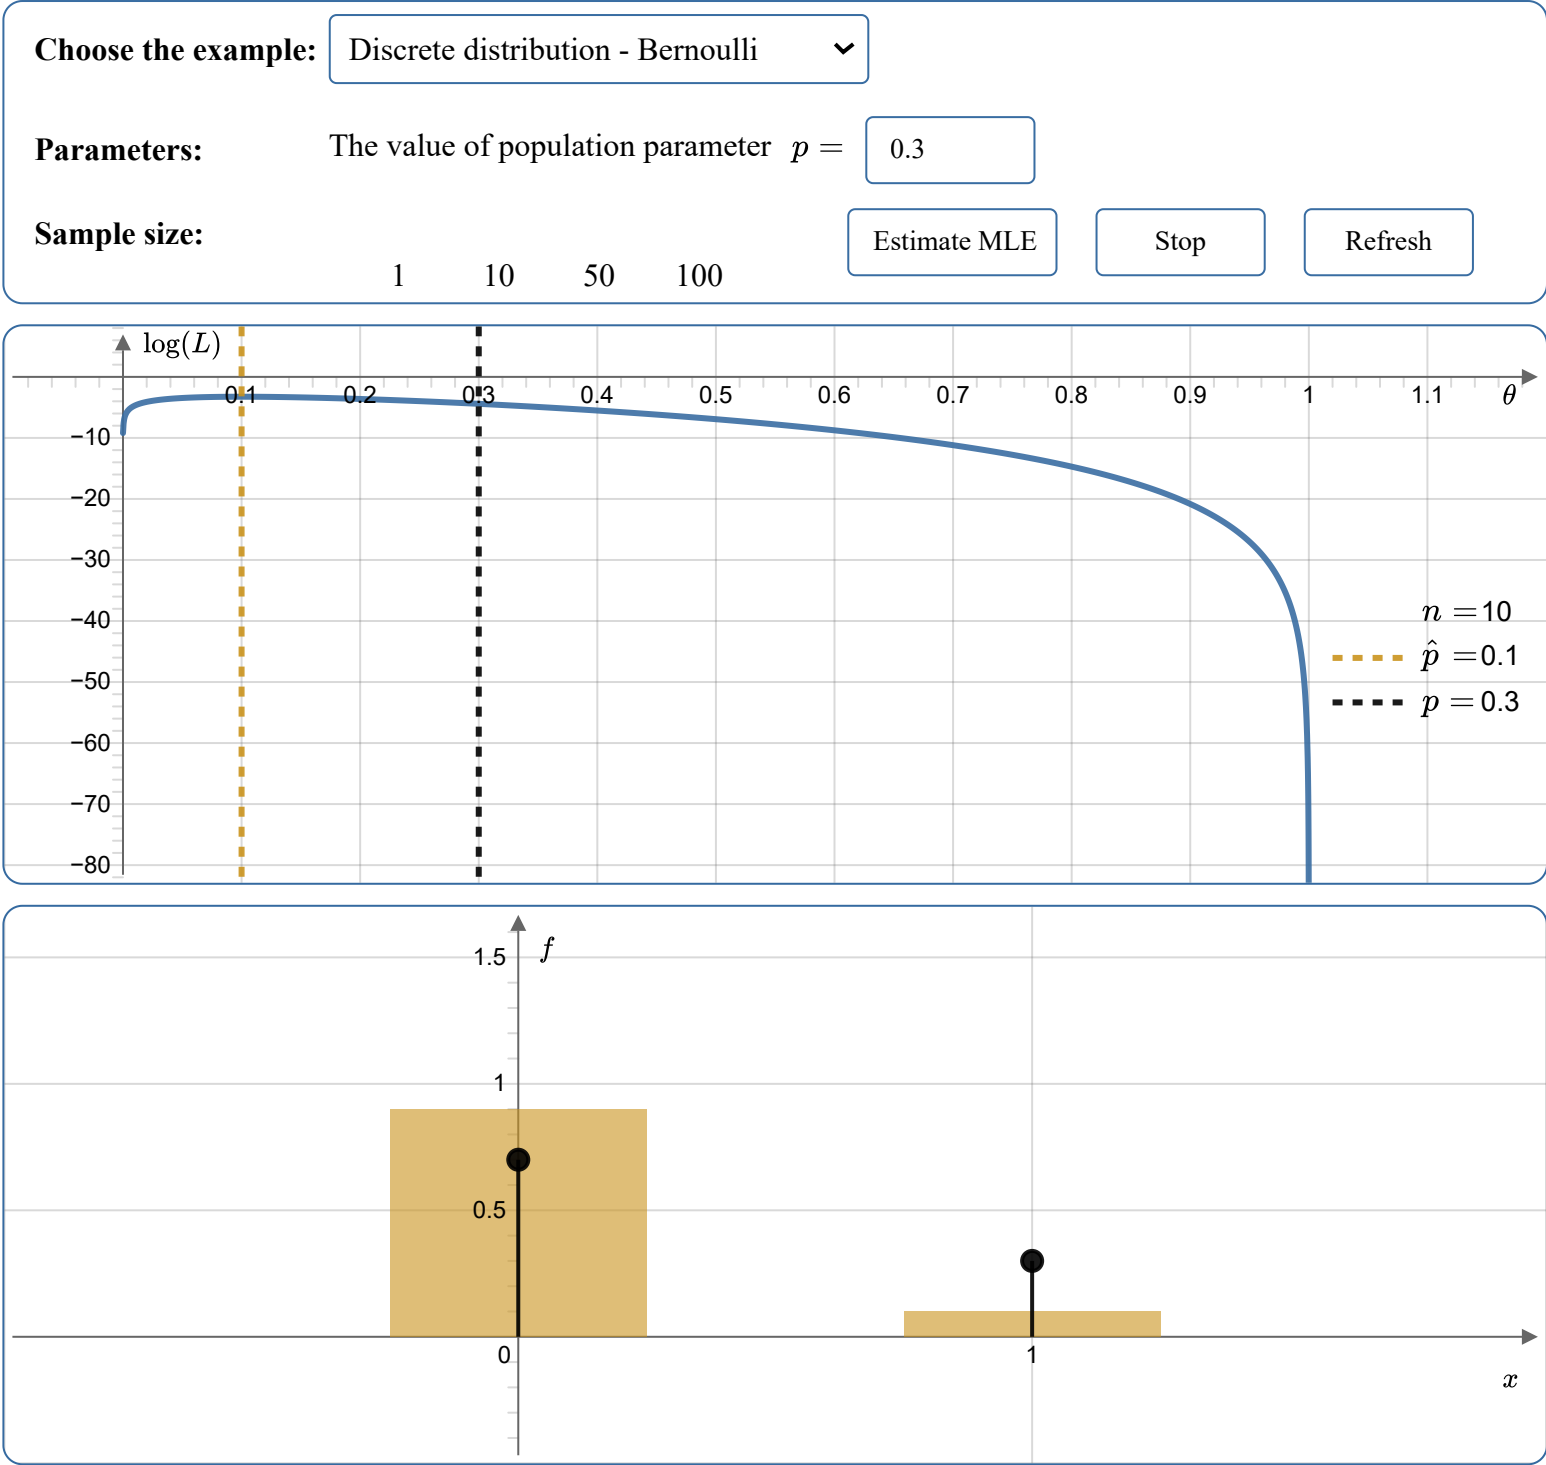 Choose the example: Discrete distribution - Bernoulli
Parameters: The value of population parameter p = 0.3
Sample size: Estimate MLE Stop Refresh
1 10 50 100
log(L)
0.1 0.2 0.3 0.4 0.5 0.6 0.7 0.8 0.9 1 1.1 θ
−10
−20
−30
−40
−50
−60
−70
−80
n =10
p̂ =0.1
p =0.3
f
1.5
1
0.5
0 1
x